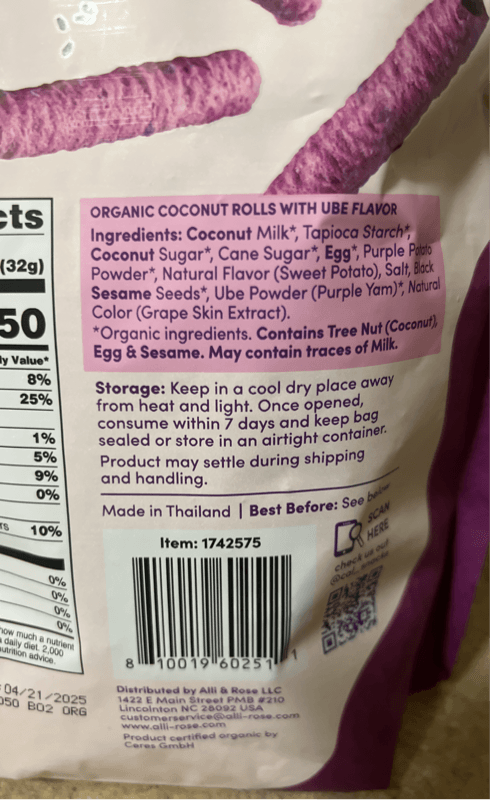 cts
(32g)
50
ly Value*
8%
25%
1%
5%
9%
0%
10%
0%
0%
0%
0%
how much a nutrient
a daily diet. 2,000
nutrition advice.
04/21/2025
050 B02 ORG
ORGANIC COCONUT ROLLS WITH UBE FLAVOR
Ingredients: Coconut Milk*, Tapioca Starch*,
Coconut Sugar*, Cane Sugar*, Egg*, Purple Potato
Powder*, Natural Flavor (Sweet Potato), Salt, Black
Sesame Seeds*, Ube Powder (Purple Yam)*, Natural
Color (Grape Skin Extract).
*Organic ingredients. Contains Tree Nut (Coconut),
Egg & Sesame. May contain traces of Milk.
Storage: Keep in a cool dry place away
from heat and light. Once opened,
consume within 7 days and keep bag
sealed or store in an airtight container.
Product may settle during shipping
and handling.
Made in Thailand | Best Before: See below
SCAN
HERE
check us out
Item: 1742575
8 10019 60251 1
Distributed by Alli & Rose LLC
1422 E Main Street PMB #210
Lincolnton NC 28092 USA
customerservice@alli-rose.com
www.alli-rose.com
Product certified organic by
Ceres GmbH